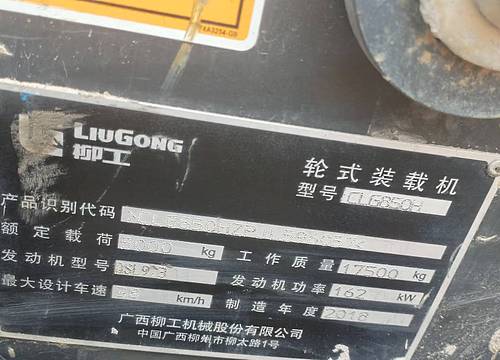 LIUGONG
柳工
轮式装载机
型号 CLG850H
产品识别代码
额定载荷 5000 kg 工作质量 17500 kg
发动机型号 发动机功率 162 kW
最大设计车速 km/h 制造年度 2018
广西柳工机械股份有限公司
中国广西柳州市柳太路1号